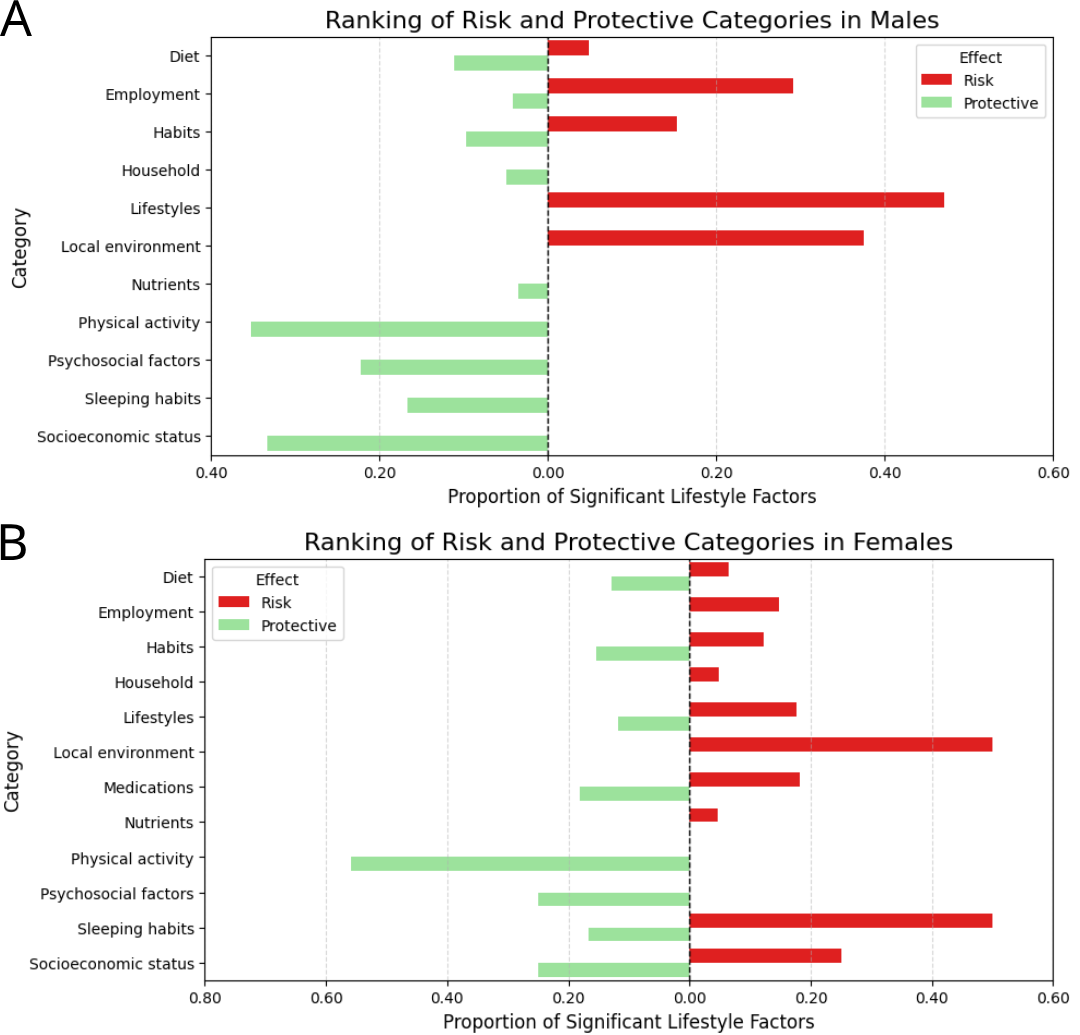 A
Ranking of Risk and Protective Categories in Males
Effect
Risk
Protective
Category
Diet
Employment
Habits
Household
Lifestyles
Local environment
Nutrients
Physical activity
Psychosocial factors
Sleeping habits
Socioeconomic status
0.40 0.20 0.00 0.20 0.40 0.60
Proportion of Significant Lifestyle Factors
B
Ranking of Risk and Protective Categories in Females
Effect
Risk
Protective
Category
Diet
Employment
Habits
Household
Lifestyles
Local environment
Medications
Nutrients
Physical activity
Psychosocial factors
Sleeping habits
Socioeconomic status
0.80 0.60 0.40 0.20 0.00 0.20 0.40 0.60
Proportion of Significant Lifestyle Factors